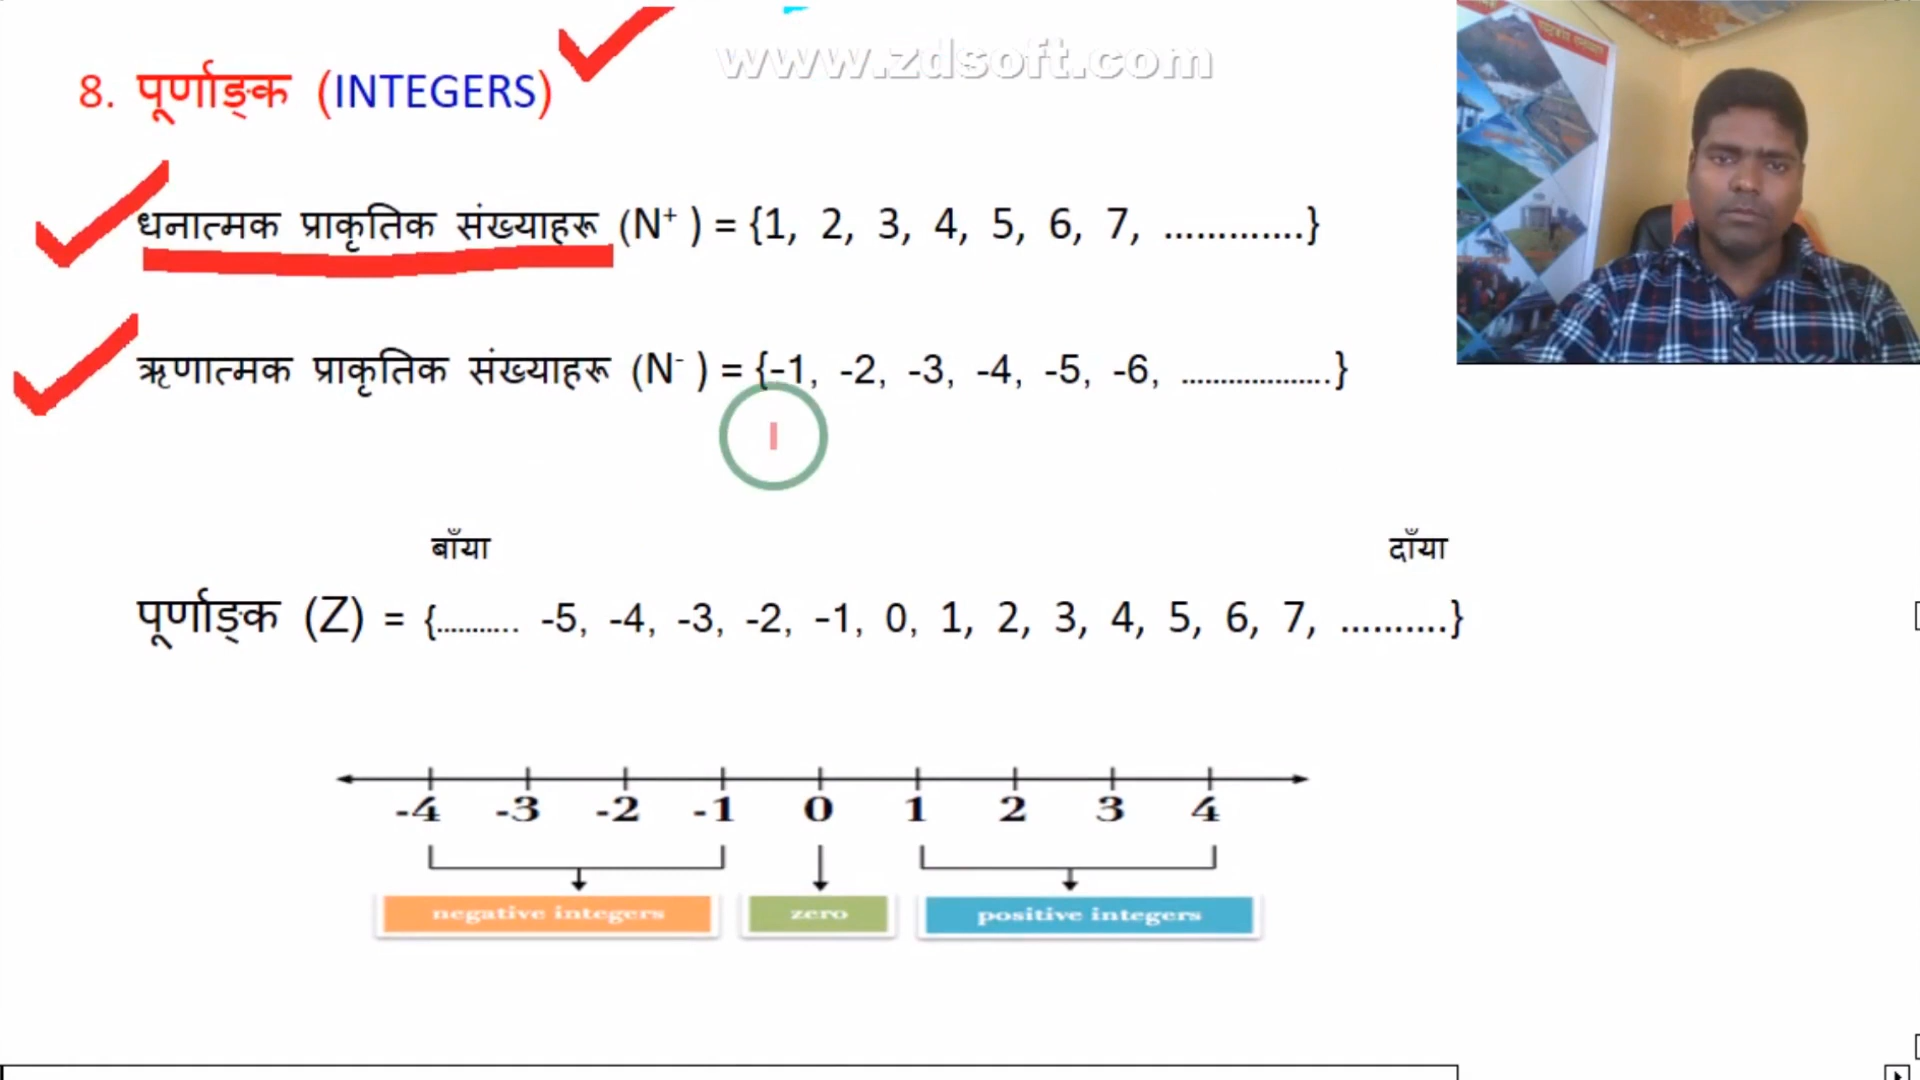 www.zdsoft.com
8. पूर्णाङ्क (INTEGERS)
धनात्मक प्राकृतिक संख्याहरू (N⁺ ) = {1, 2, 3, 4, 5, 6, 7, .............}
ऋणात्मक प्राकृतिक संख्याहरू (N⁻ ) = {-1, -2, -3, -4, -5, -6, ...................}
बाँया दाँया
पूर्णाङ्क (Z) = {........... -5, -4, -3, -2, -1, 0, 1, 2, 3, 4, 5, 6, 7, ..........}
-4 -3 -2 -1 0 1 2 3 4
negative integers zero positive integers